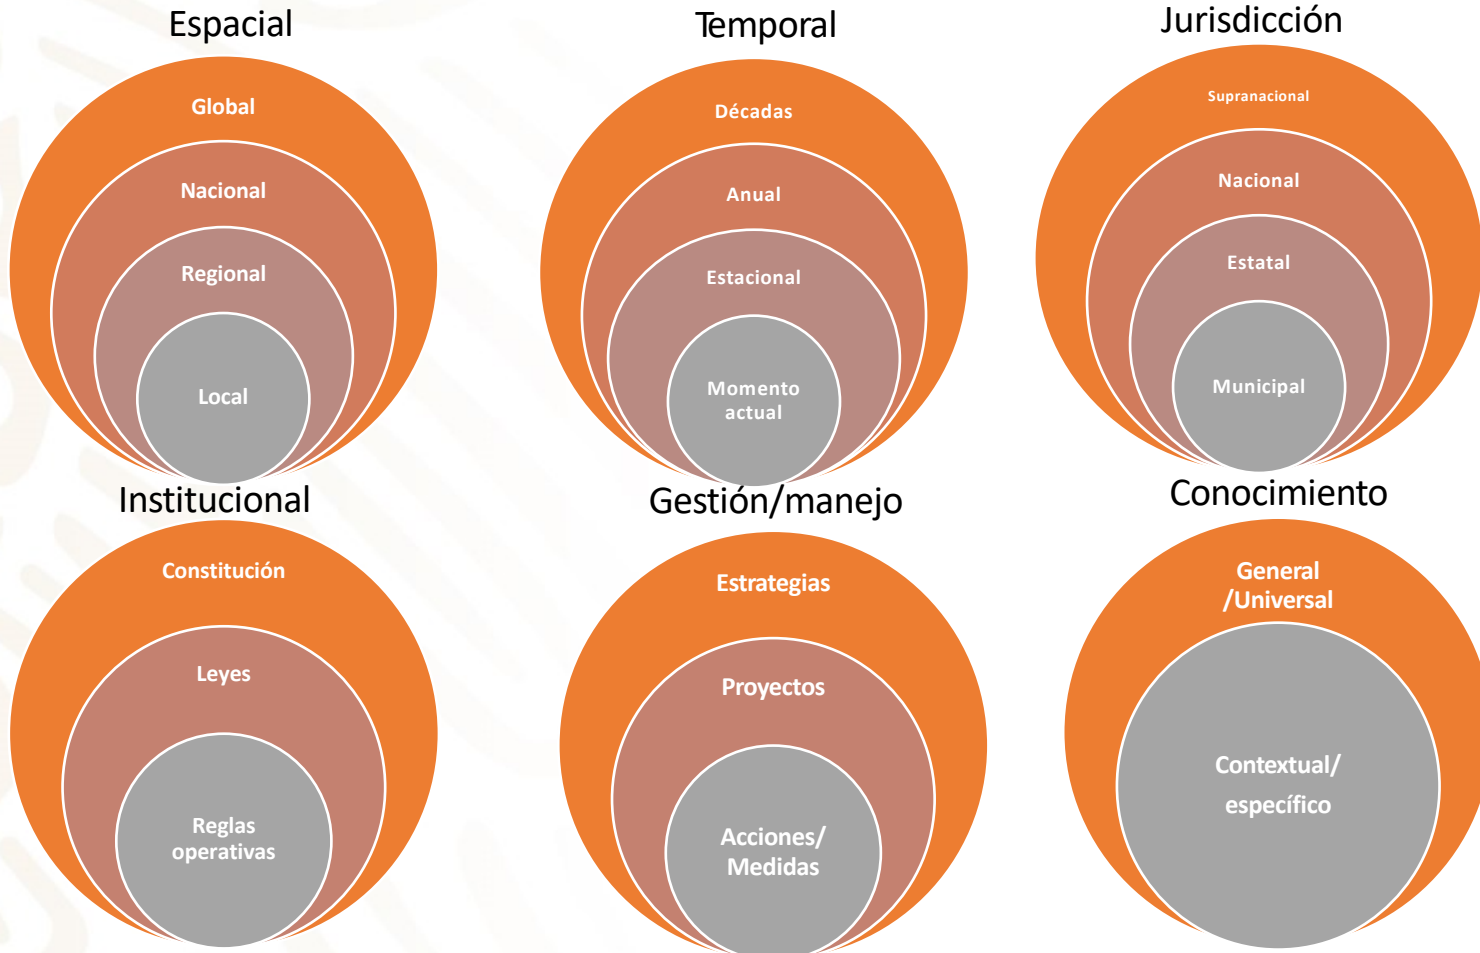 Espacial
Global
Nacional
Regional
Local
Temporal
Décadas
Anual
Estacional
Momento
actual
Jurisdicción
Supranacional
Nacional
Estatal
Municipal
Institucional
Constitución
Leyes
Reglas
operativas
Gestión/manejo
Estrategias
Proyectos
Acciones/
Medidas
Conocimiento
General
/Universal
Contextual/
específico